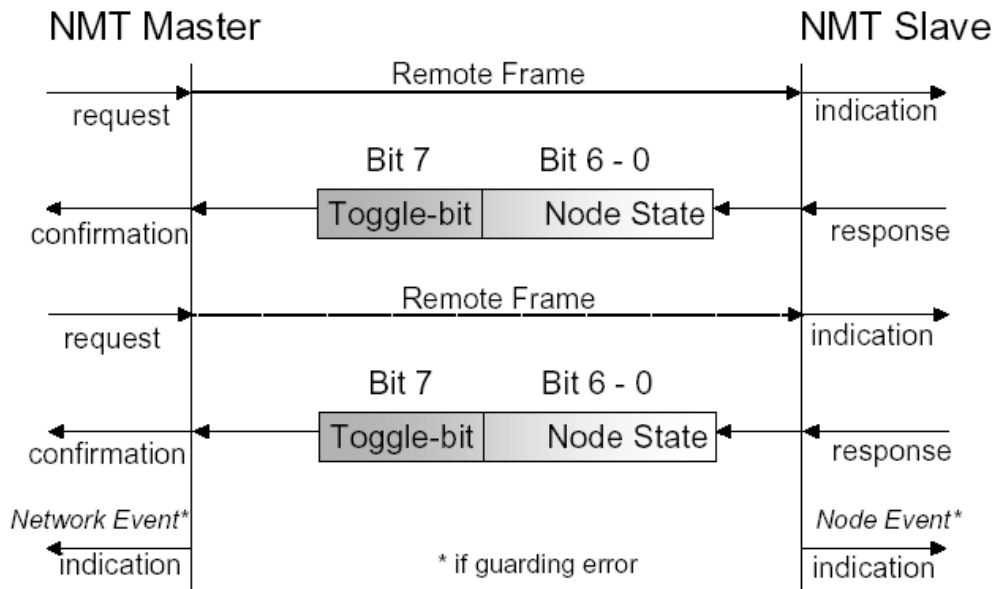 NMT Master
NMT Slave
Remote Frame
request
indication
Bit 7
Bit 6 - 0
Toggle-bit
Node State
confirmation
response
Remote Frame
request
indication
Bit 7
Bit 6 - 0
Toggle-bit
Node State
confirmation
response
Network Event*
Node Event*
indication
* if guarding error
indication